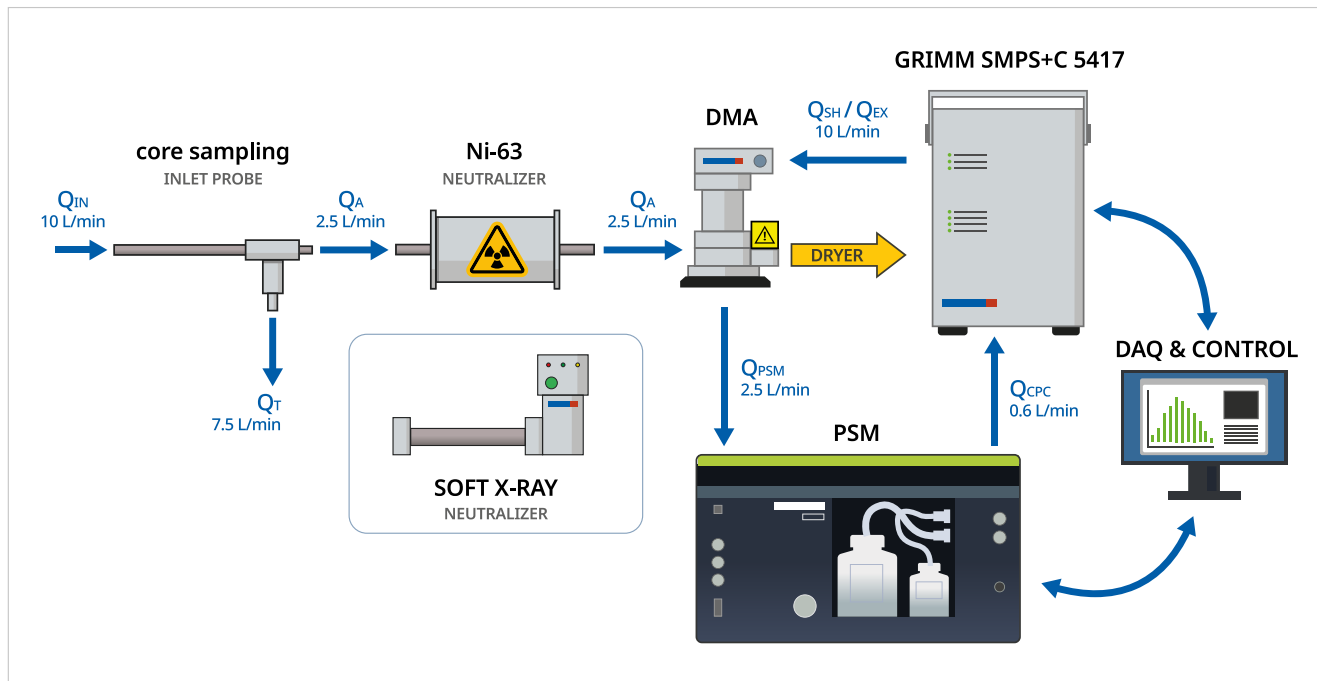 GRIMM SMPS+C 5417
DMA
QSH / QEX
10 L/min
core sampling
INLET PROBE
Ni-63
NEUTRALIZER
QIN
10 L/min
QA
2.5 L/min
QA
2.5 L/min
DRYER
QT
7.5 L/min
SOFT X-RAY
NEUTRALIZER
QPSM
2.5 L/min
PSM
QCPC
0.6 L/min
DAQ & CONTROL